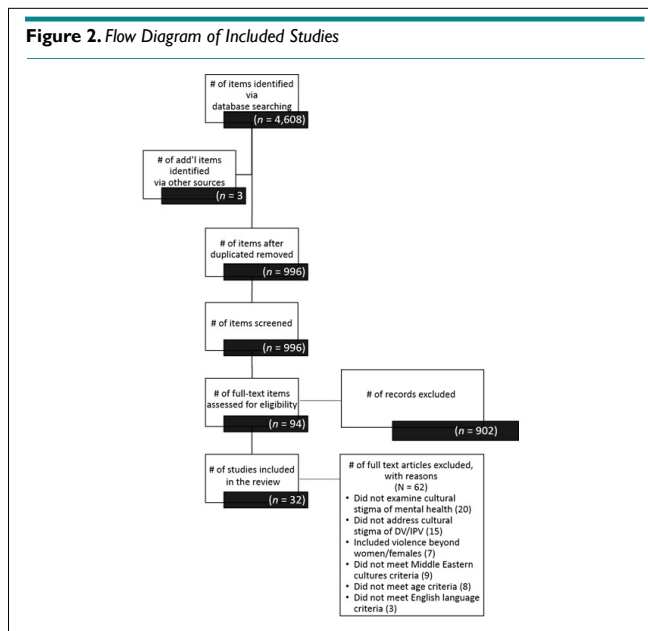 Figure 2. Flow Diagram of Included Studies
# of items identified
via
database searching
(n = 4,608)
# of add'l items
identified
via other sources
(n = 3
# of items after
duplicated removed
(n = 996)
# of items screened
(n = 996)
# of full-text items
assessed for eligibility
(n = 94)
# of records excluded
(n = 902)
# of studies included
in the review
(n = 32)
# of full text articles excluded,
with reasons
(N = 62)
• Did not examine cultural
stigma of mental health (20)
• Did not address cultural
stigma of DV/IPV (15)
• Included violence beyond
women/females (7)
• Did not meet Middle Eastern
cultures criteria (9)
• Did not meet age criteria (8)
• Did not meet English language
criteria (3)